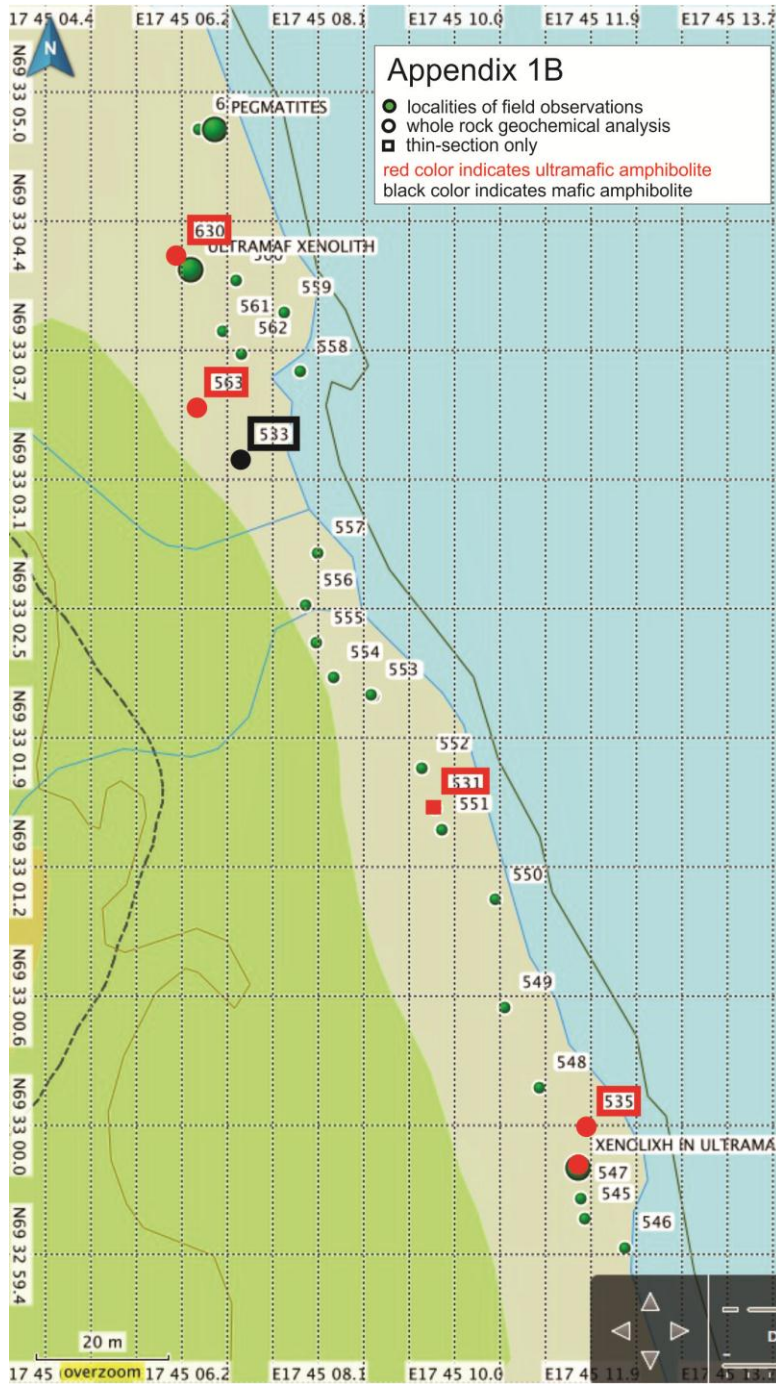 17 45 04.4 E17 45 06.2 E17 45 08.1 E17 45 10.0 E17 45 11.9 E17 45 13.
N
Appendix 1B
localities of field observations
whole rock geochemical analysis
thin-section only
red color indicates ultramafic amphibolite
black color indicates mafic amphibolite
N69 33 05.0
6 PEGMATITES
N69 33 04.4
630
ULTRAMAF XENOLITH
559
561
562
558
N69 33 03.7
563
533
N69 33 03.1
557
556
N69 33 02.5
555
554
553
552
N69 33 01.9
531
551
550
N69 33 01.2
549
N69 33 00.6
548
535
N69 33 00.0
XENOLIXH IN ULTRAMA
547
545
546
N69 32 59.4
20 m
17 45 overzoom 06.2 E17 45 08.1 E17 45 10.0 E17 45 11.9 E17 45 13.